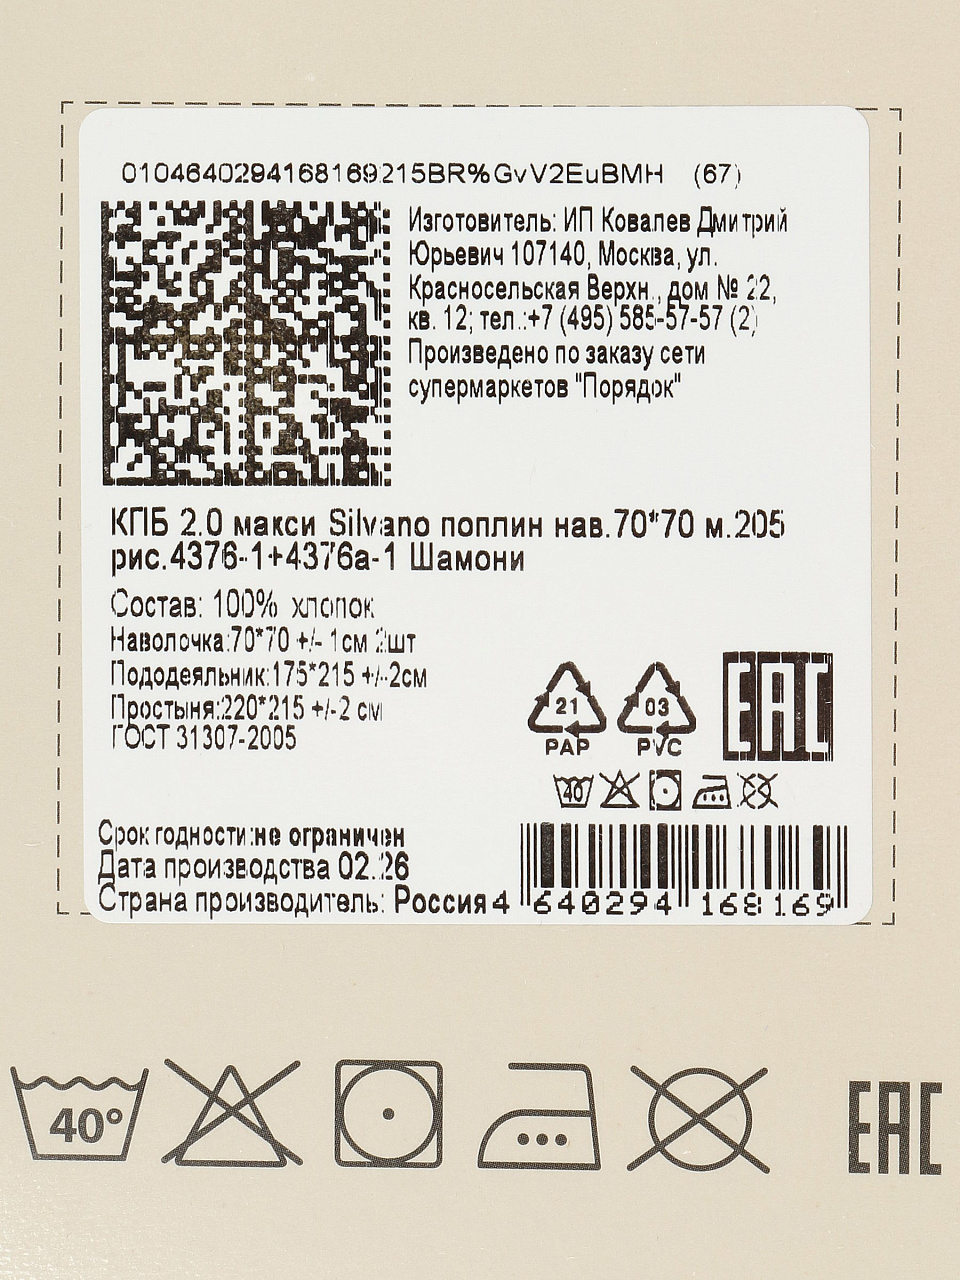 0104640294168169215BR%GvV2EuBMH (67)
Изготовитель: ИП Ковалев Дмитрий
Юрьевич 107140, Москва, ул.
Красносельская Верхн., дом № 22,
кв. 12; тел.:+7 (495) 585-57-57 (2)
Произведено по заказу сети
супермаркетов "Порядок"
КПБ 2.0 макси Silvano поплин нав.70*70 м.205
рис.4376-1+4376а-1 Шамони
Состав: 100% хлопок
Наволочка:70*70 +/- 1см 2шт
Пододеяльник:175*215 +/-2см
Простыня:220*215 +/-2 см
ГОСТ 31307-2005
21 03 EAC
PAP PVC
40
Срок годности:не ограничен
Дата производства 02.26
Страна производитель: Россия
4 640294 168169
40° EAC